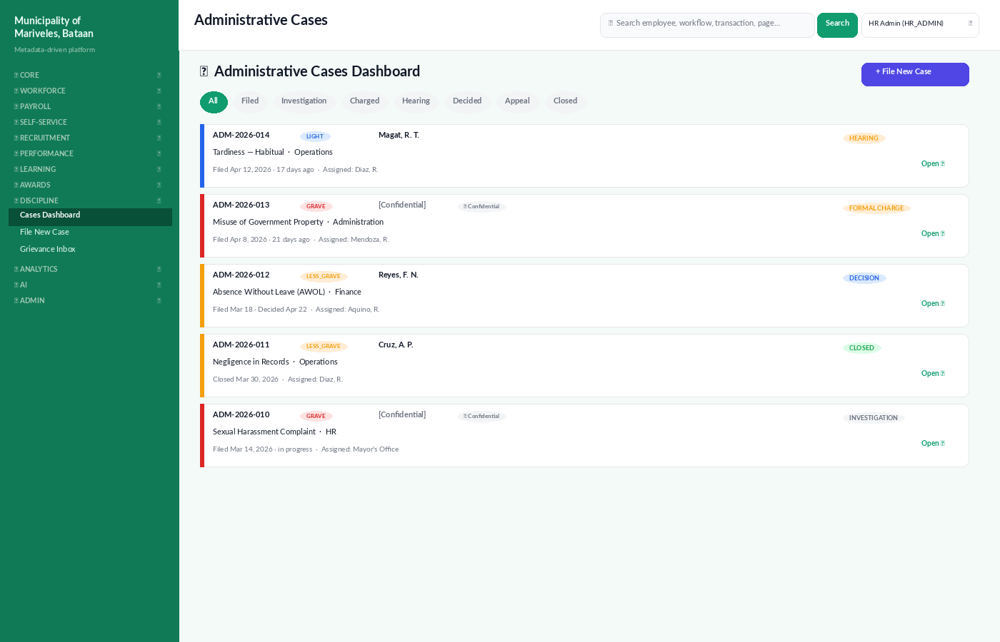 Municipality of
Mariveles, Bataan
Metadata-driven platform
CORE
WORKFORCE
PAYROLL
SELF-SERVICE
RECRUITMENT
PERFORMANCE
LEARNING
AWARDS
DISCIPLINE
Cases Dashboard
File New Case
Grievance Inbox
ANALYTICS
AI
ADMIN
Administrative Cases
Search employee, workflow, transaction, page...
Search
HR Admin (HR_ADMIN)
Administrative Cases Dashboard
+ File New Case
All Filed Investigation Charged Hearing Decided Appeal Closed
ADM-2026-014 LIGHT Magat, R. T. HEARING
Tardiness — Habitual · Operations
Filed Apr 12, 2026 · 17 days ago · Assigned: Diaz, R.
Open
ADM-2026-013 GRAVE [Confidential] Confidential FORMAL CHARGE
Misuse of Government Property · Administration
Filed Apr 8, 2026 · 21 days ago · Assigned: Mendoza, R.
Open
ADM-2026-012 LESS_GRAVE Reyes, F. N. DECISION
Absence Without Leave (AWOL) · Finance
Filed Mar 18 · Decided Apr 22 · Assigned: Aquino, R.
Open
ADM-2026-011 LESS_GRAVE Cruz, A. P. CLOSED
Negligence in Records · Operations
Closed Mar 30, 2026 · Assigned: Diaz, R.
Open
ADM-2026-010 GRAVE [Confidential] Confidential INVESTIGATION
Sexual Harassment Complaint · HR
Filed Mar 14, 2026 · in progress · Assigned: Mayor's Office
Open